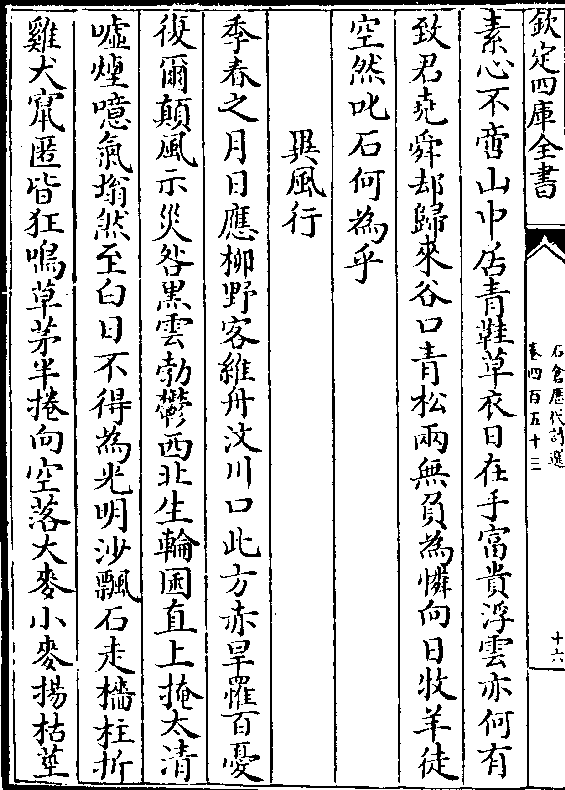 欽定四庫全書
石倉歷代詩選
卷四百五十三
十六
素心不啻山中居青鞋草衣日在手富貴浮雲亦何有
致君堯舜却歸來谷口青松兩無負為憐向日牧羊徒
空然叱石何為乎
異風行
季春之月日應柳野客維舟汶川口此方亦旱罹百憂
復爾顛風示災咎黒雲勃鬱西北生輪囷直上掩太清
嘘煙噫氣塕然至白日不得為光明沙飄石走檣柱折
雞犬竄匿皆狂鳴草茅半捲向空落大麥小麥揚枯莖